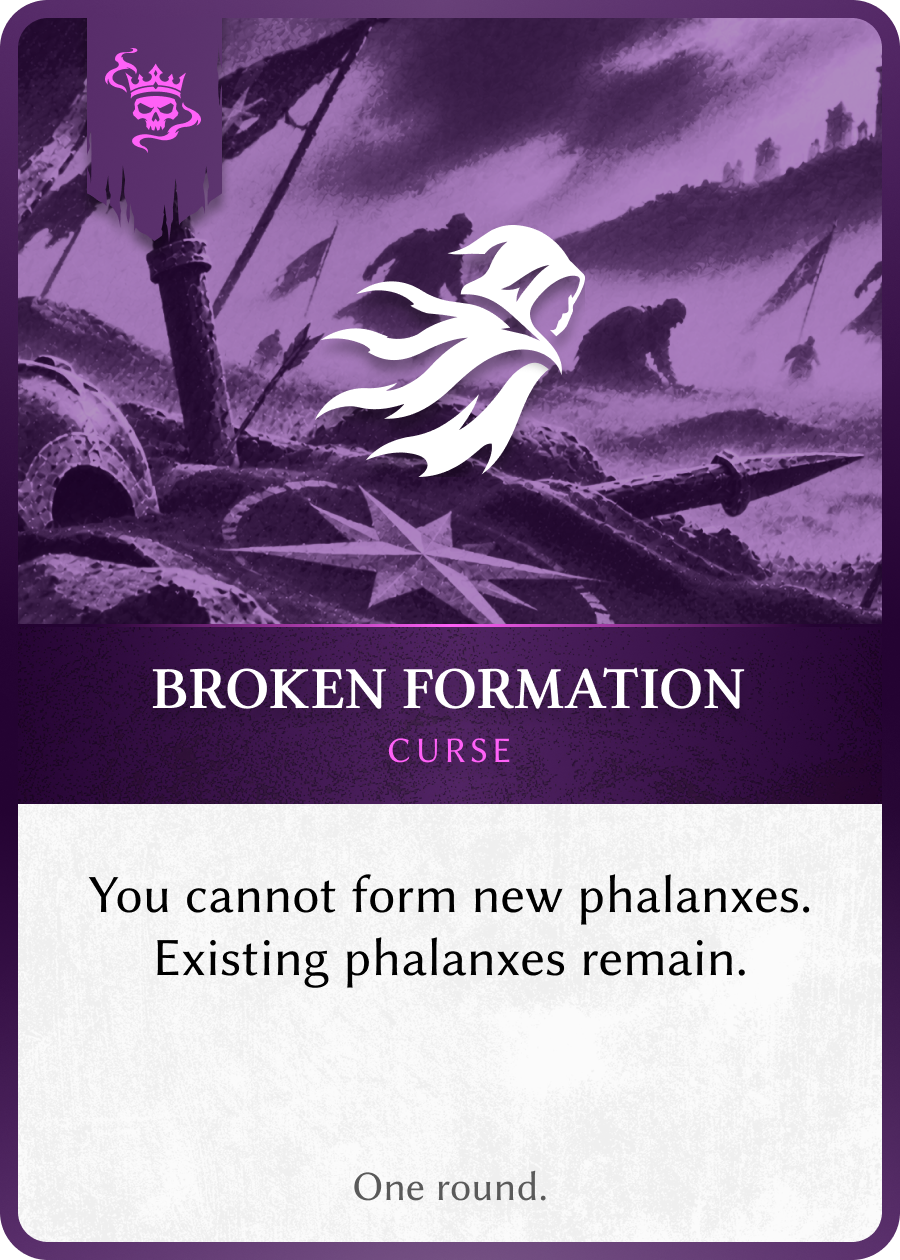 BROKEN FORMATION
CURSE
You cannot form new phalanxes.
Existing phalanxes remain.
One round.